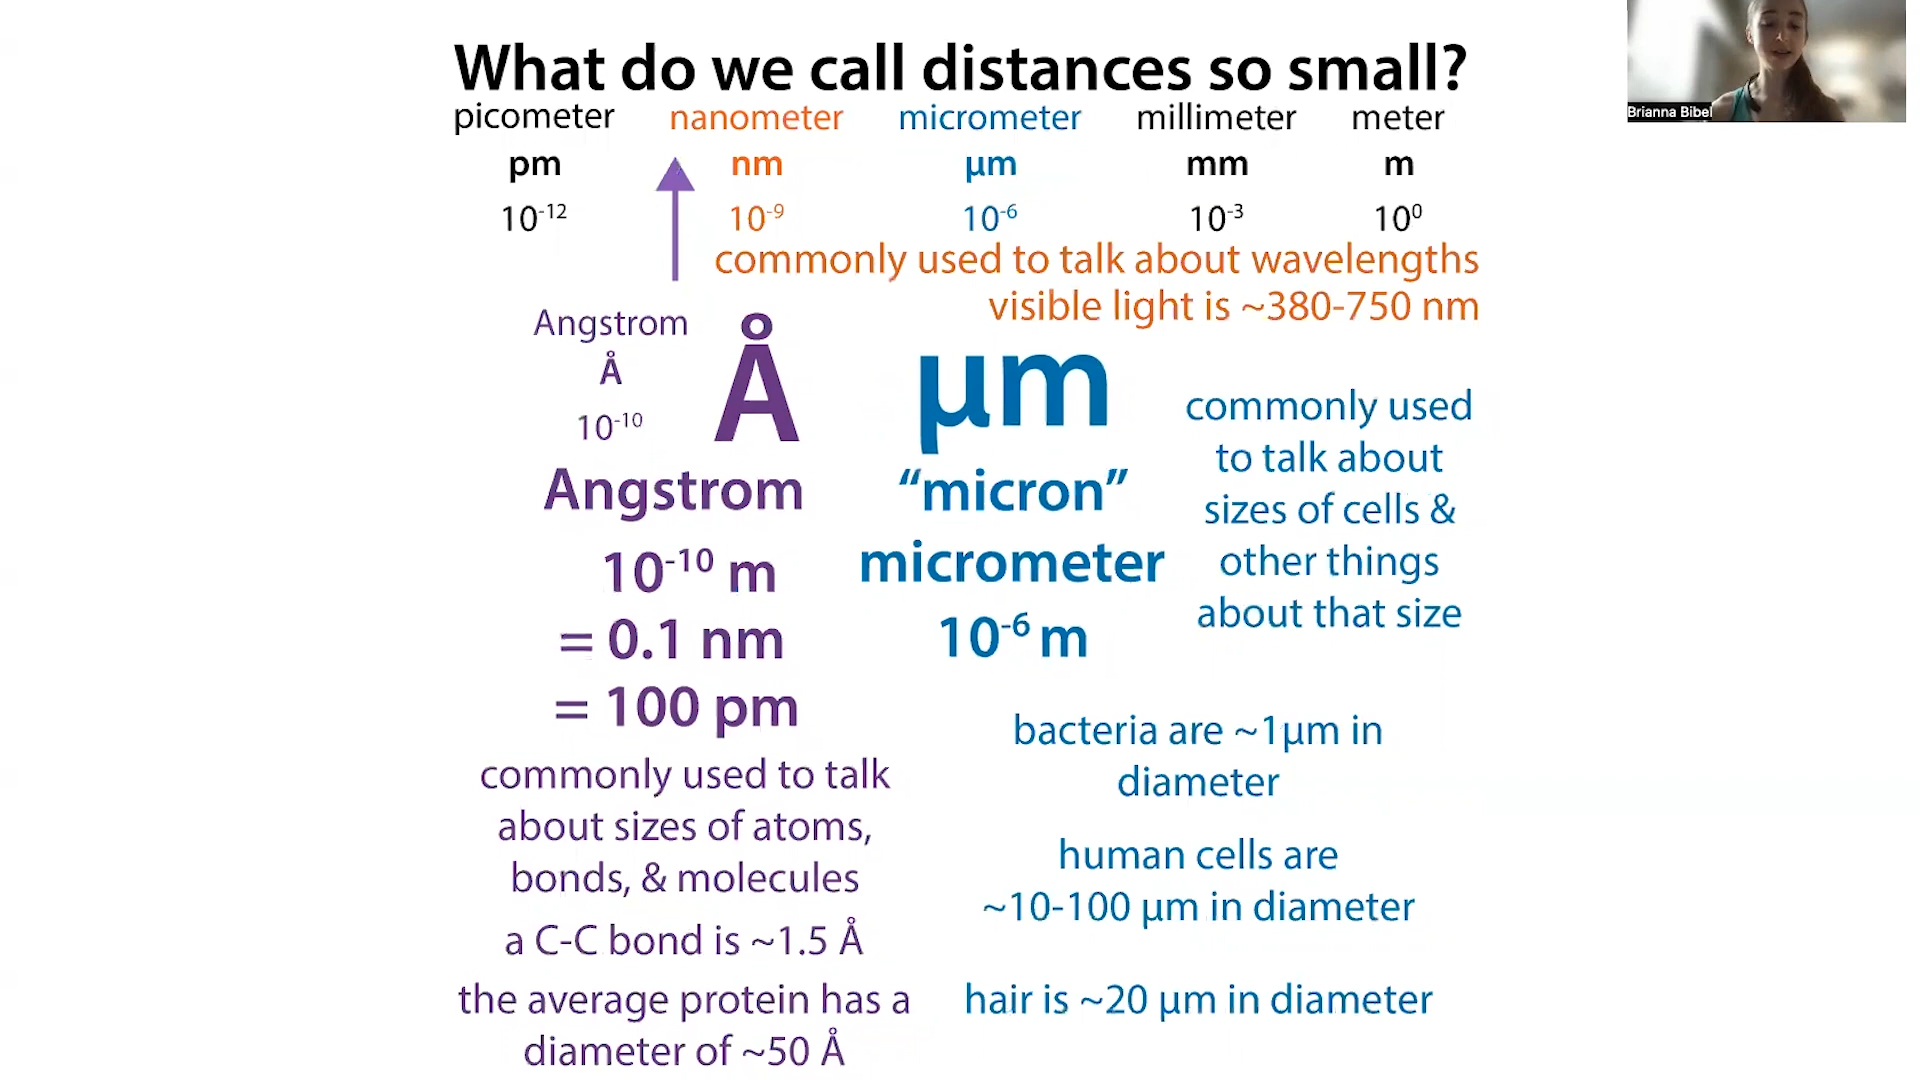 What do we call distances so small?
picometer nanometer micrometer millimeter meter
pm nm µm mm m
10⁻¹² 10⁻⁹ 10⁻⁶ 10⁻³ 10⁰
commonly used to talk about wavelengths
visible light is ~380-750 nm
Angstrom
Å
10⁻¹⁰
Å
Angstrom
10⁻¹⁰ m
= 0.1 nm
= 100 pm
commonly used to talk
about sizes of atoms,
bonds, & molecules
a C-C bond is ~1.5 Å
the average protein has a
diameter of ~50 Å
µm
“micron”
micrometer
10⁻⁶ m
commonly used
to talk about
sizes of cells &
other things
about that size
bacteria are ~1µm in
diameter
human cells are
~10-100 µm in diameter
hair is ~20 µm in diameter
Brianna Bibel